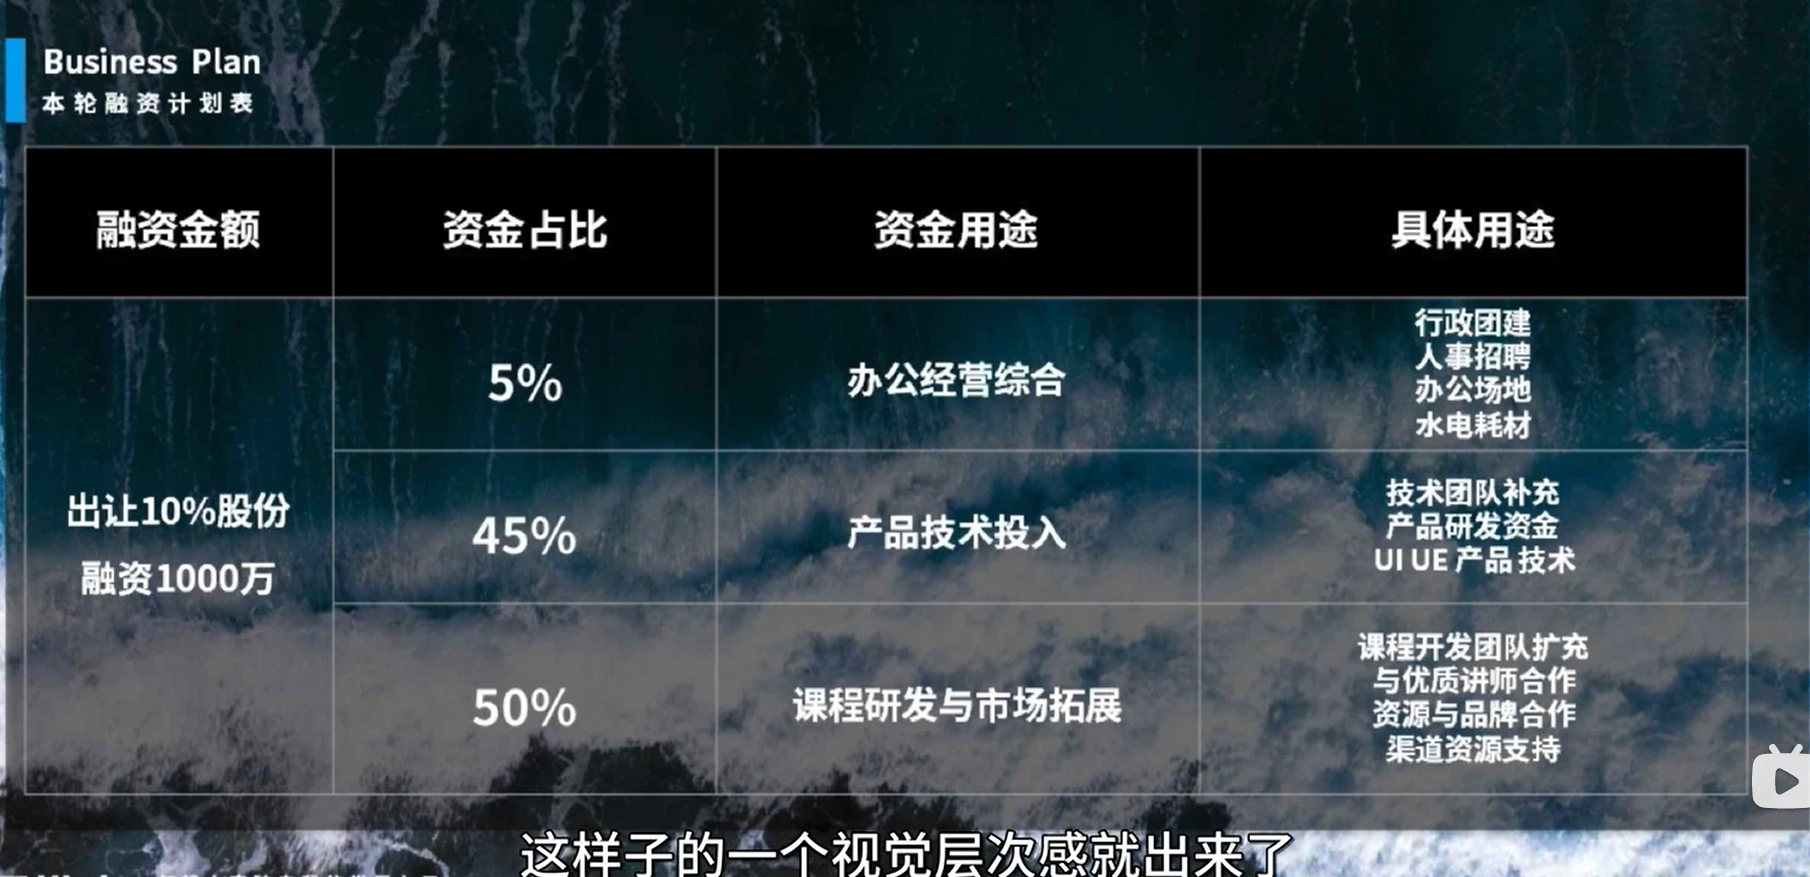 Business Plan
本轮融资计划表
融资金额
资金占比
资金用途
具体用途
出让10%股份
融资1000万
5%
办公经营综合
行政团建
人事招聘
办公场地
水电耗材
45%
产品技术投入
技术团队补充
产品研发资金
UI UE 产品技术
50%
课程研发与市场拓展
课程开发团队扩充
与优质讲师合作
资源与品牌合作
渠道资源支持
这样子的一个视觉层次感就出来了